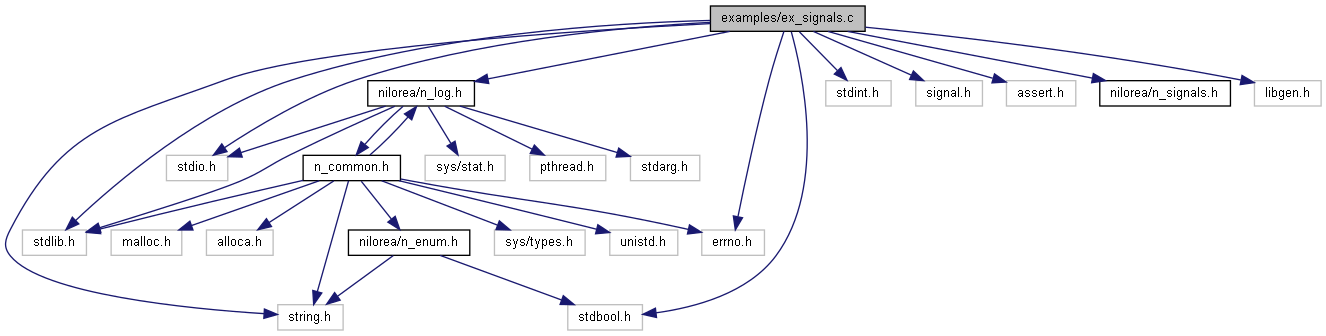 examples/ex_signals.c
nilorea/n_log.h
stdint.h
signal.h
assert.h
nilorea/n_signals.h
libgen.h
stdio.h
n_common.h
sys/stat.h
pthread.h
stdarg.h
stdlib.h
malloc.h
alloca.h
nilorea/n_enum.h
sys/types.h
unistd.h
errno.h
string.h
stdbool.h